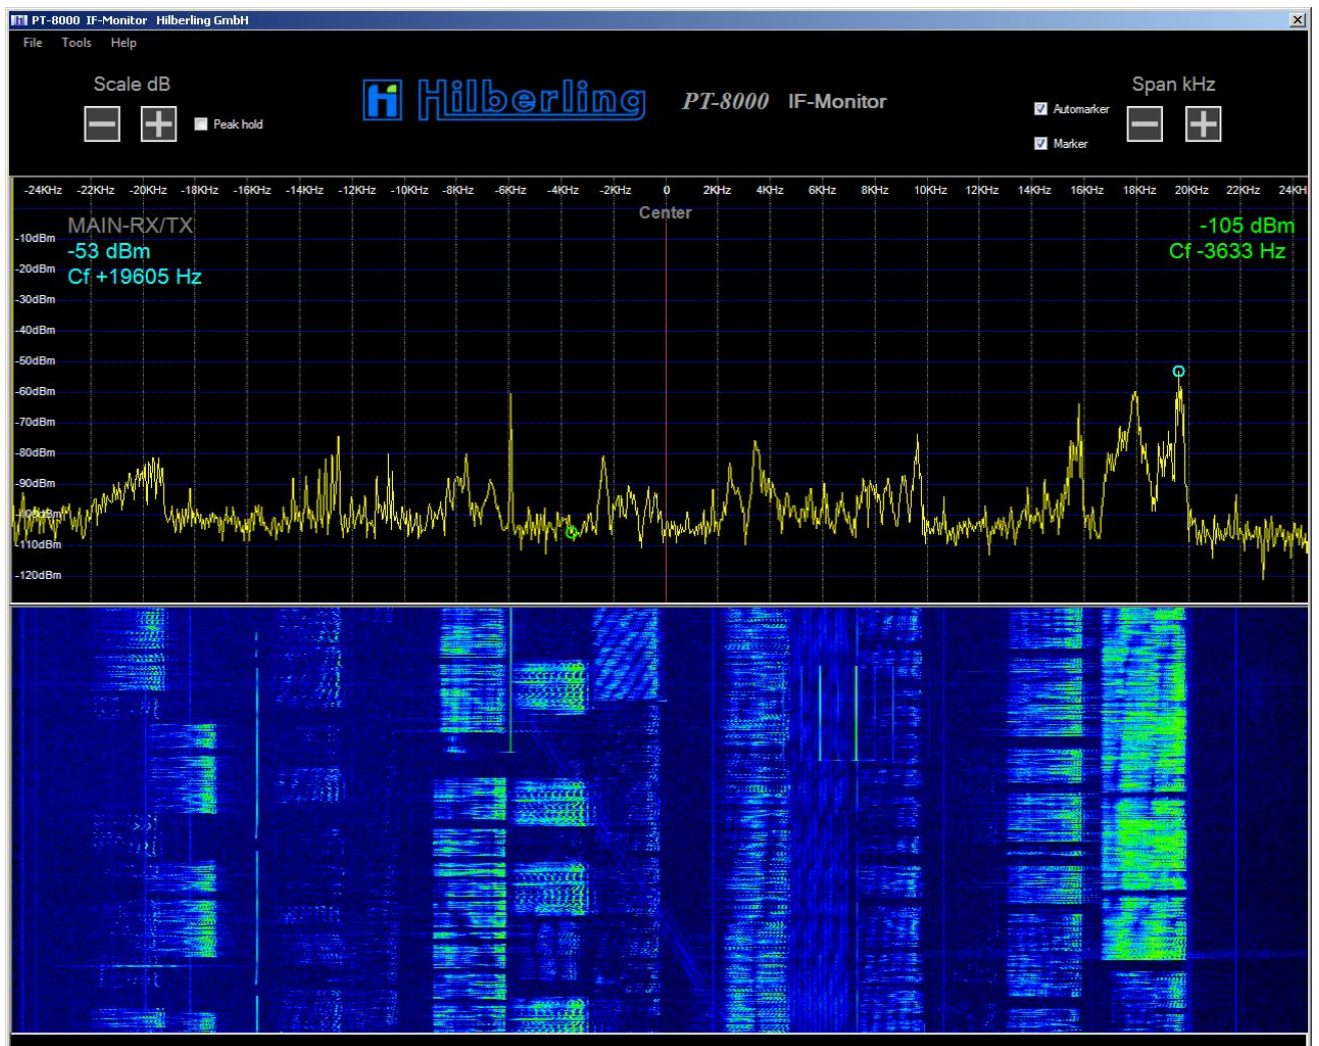 PT-8000 IF-Monitor Hilberling GmbH
File Tools Help
Scale dB
Peak hold
Hilberling PT-8000 IF-Monitor
Span kHz
Automarker
Marker
-24KHz -22KHz -20KHz -18KHz -16KHz -14KHz -12KHz -10KHz -8KHz -6KHz -4KHz -2KHz 0 2KHz 4KHz 6KHz 8KHz 10KHz 12KHz 14KHz 16KHz 18KHz 20KHz 22KHz 24KH
Center
MAIN-RX/TX
-53 dBm
Cf +19605 Hz
-105 dBm
Cf -3633 Hz
-10dBm
-20dBm
-30dBm
-40dBm
-50dBm
-60dBm
-70dBm
-80dBm
-90dBm
-100dBm
-110dBm
-120dBm